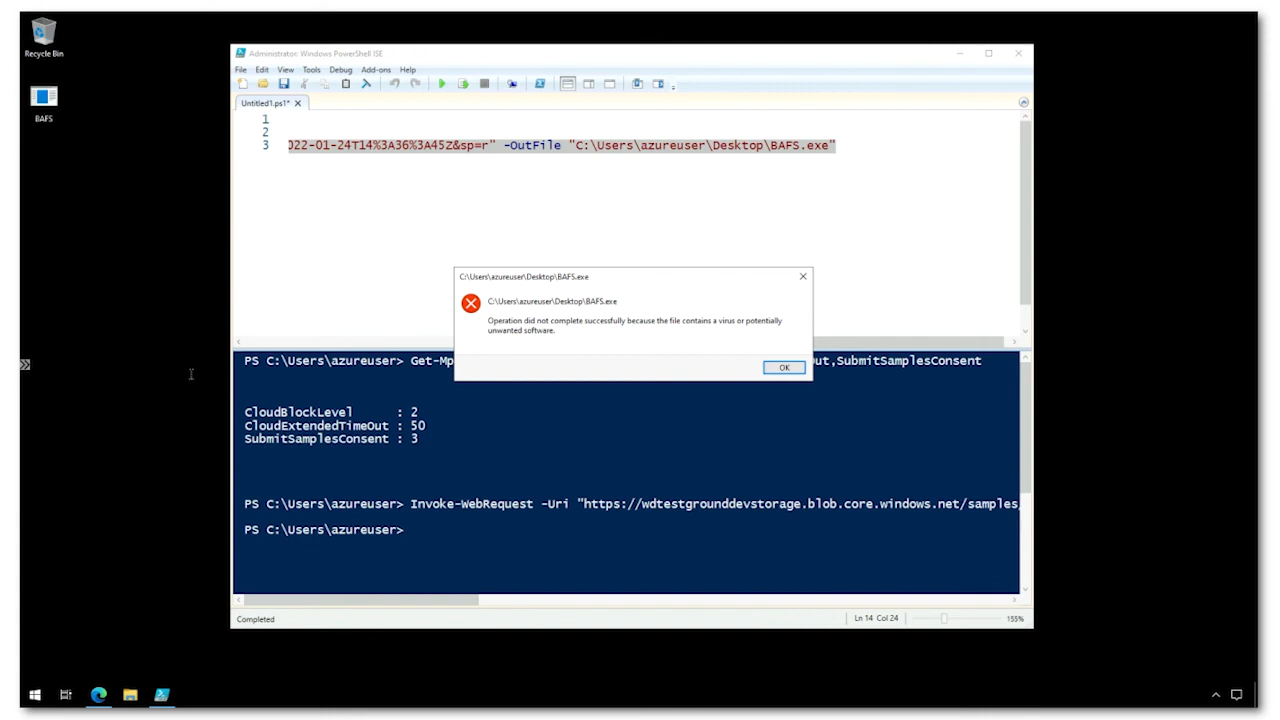 Recycle Bin
BAFS
Administrator: Windows PowerShell ISE
File Edit View Tools Debug Add-ons Help
Untitled1.ps1*
1
2
3 022-01-24T14%3A36%3A45Z&sp=r" -OutFile "C:\Users\azureuser\Desktop\BAFS.exe"
C:\Users\azureuser\Desktop\BAFS.exe
C:\Users\azureuser\Desktop\BAFS.exe
Operation did not complete successfully because the file contains a virus or potentially
unwanted software.
OK
PS C:\Users\azureuser> Get-Mp out,SubmitSamplesConsent
CloudBlockLevel : 2
CloudExtendedTimeOut : 50
SubmitSamplesConsent : 3
PS C:\Users\azureuser> Invoke-WebRequest -Uri "https://wdtestgrounddevstorage.blob.core.windows.net/samples/
PS C:\Users\azureuser>
Completed
Ln 14 Col 24
155%